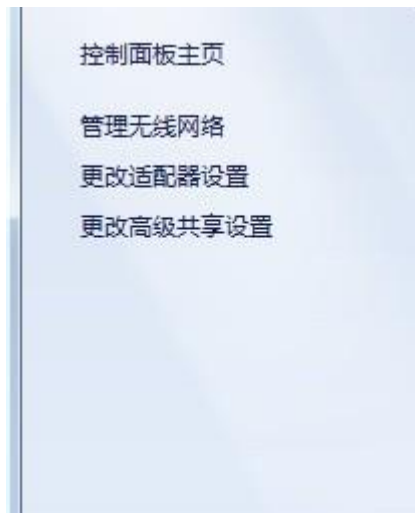 控制面板主页
管理无线网络
更改适配器设置
更改高级共享设置